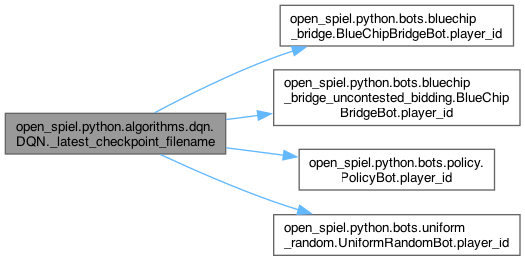 open_spiel.python.algorithms.dqn.
DQN._latest_checkpoint_filename
open_spiel.python.bots.bluechip
_bridge.BlueChipBridgeBot.player_id
open_spiel.python.bots.bluechip
_bridge_uncontested_bidding.BlueChip
BridgeBot.player_id
open_spiel.python.bots.policy.
PolicyBot.player_id
open_spiel.python.bots.uniform
_random.UniformRandomBot.player_id